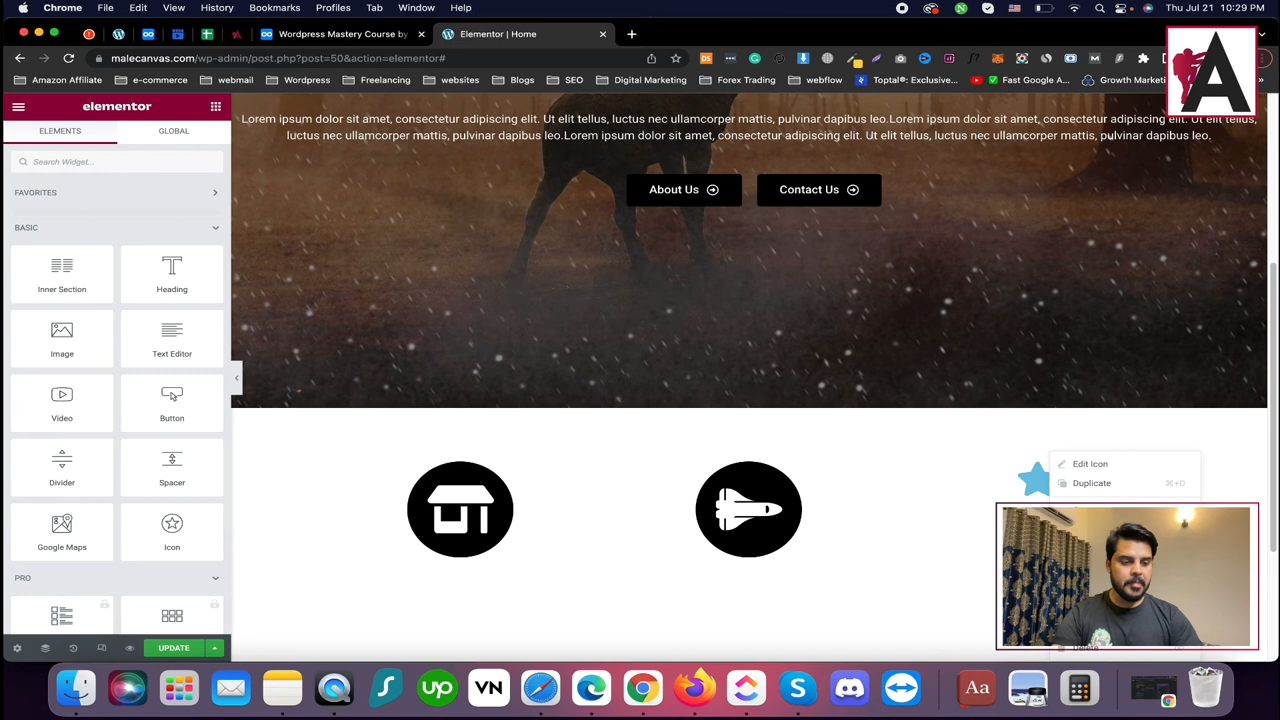 Chrome File Edit View History Bookmarks Profiles Tab Window Help
Thu Jul 21 10:29 PM
Wordpress Mastery Course by
Elementor | Home
malecanvas.com/wp-admin/post.php?post=50&action=elementor#
Amazon Affiliate
e-commerce
webmail
Wordpress
Freelancing
websites
Blogs
SEO
Digital Marketing
Forex Trading
webflow
Toptal®: Exclusive...
Fast Google A...
Growth Market
A
elementor
ELEMENTS
GLOBAL
Search Widget...
FAVORITES
BASIC
Inner Section
Heading
Image
Text Editor
Video
Button
Divider
Spacer
Google Maps
Icon
PRO
UPDATE
Lorem ipsum dolor sit amet, consectetur adipiscing elit. Ut elit tellus, luctus nec ullamcorper mattis, pulvinar dapibus leo.Lorem ipsum dolor sit amet, consectetur adipiscing elit. Ut elit tellus,
luctus nec ullamcorper mattis, pulvinar dapibus leo.Lorem ipsum dolor sit amet, consectetur adipiscing elit. Ut elit tellus, luctus nec ullamcorper mattis, pulvinar dapibus leo.
About Us
Contact Us
Edit Icon
Duplicate ⌘+D
Delete
up
VN
Aa